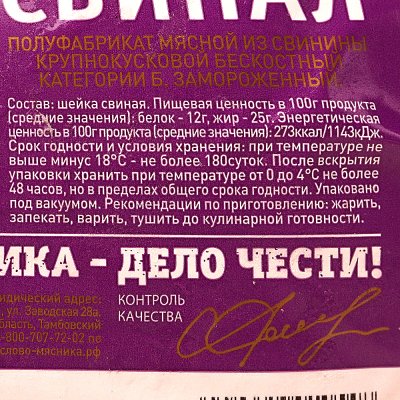 СВИНАЯ
ПОЛУФАБРИКАТ МЯСНОЙ ИЗ СВИНИНЫ
КРУПНОКУСКОВОЙ БЕСКОСТНЫЙ
КАТЕГОРИИ Б. ЗАМОРОЖЕННЫЙ.
Состав: шейка свиная. Пищевая ценность в 100г продукта
(средние значения): белок - 12г, жир - 25г. Энергетическая
ценность в 100г продукта (средние значения): 273ккал/1143кДж.
Срок годности и условия хранения: при температуре не
выше минус 18°С - не более 180суток. После вскрытия
упаковки хранить при температуре от 0 до 4°С не более
48 часов, но в пределах общего срока годности. Упаковано
под вакуумом. Рекомендации по приготовлению: жарить,
запекать, варить, тушить до кулинарной готовности.
ИКА - ДЕЛО ЧЕСТИ!
ридический адрес:
, ул. Заводская 28а.
область, Тамбовский
8-800-707-72-02 по
слово-мясника.рф
КОНТРОЛЬ
КАЧЕСТВА